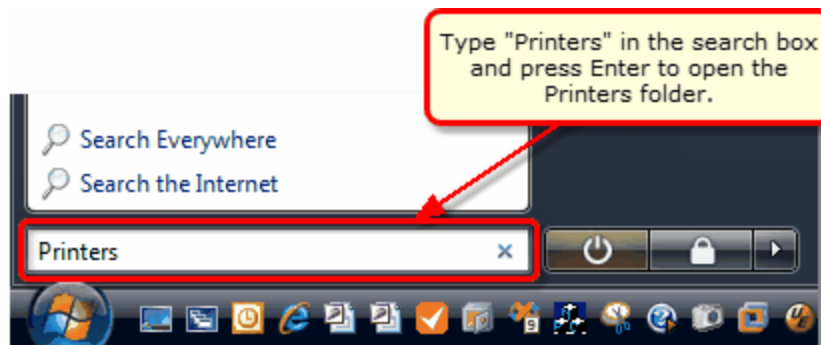 Type "Printers" in the search box
and press Enter to open the
Printers folder.
Search Everywhere
Search the Internet
Printers
9